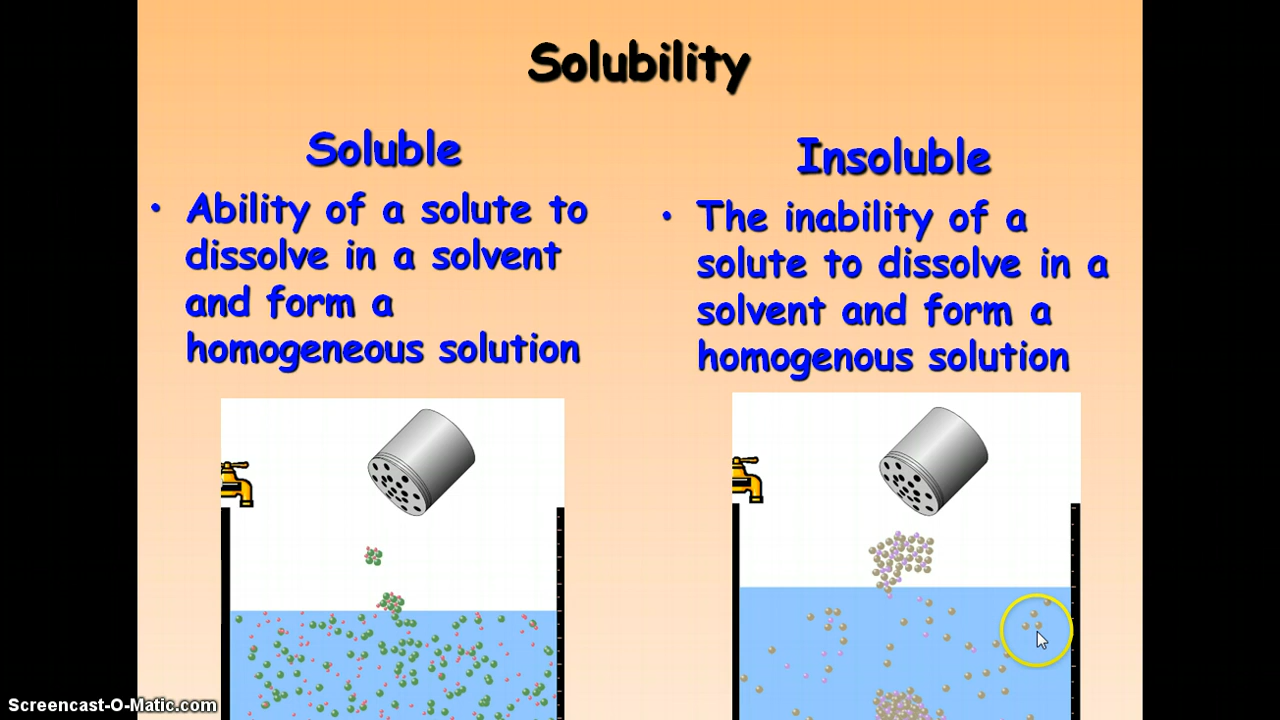 Solubility
Soluble
• Ability of a solute to
dissolve in a solvent
and form a
homogeneous solution
Insoluble
• The inability of a
solute to dissolve in a
solvent and form a
homogenous solution
Screencast-O-Matic.com